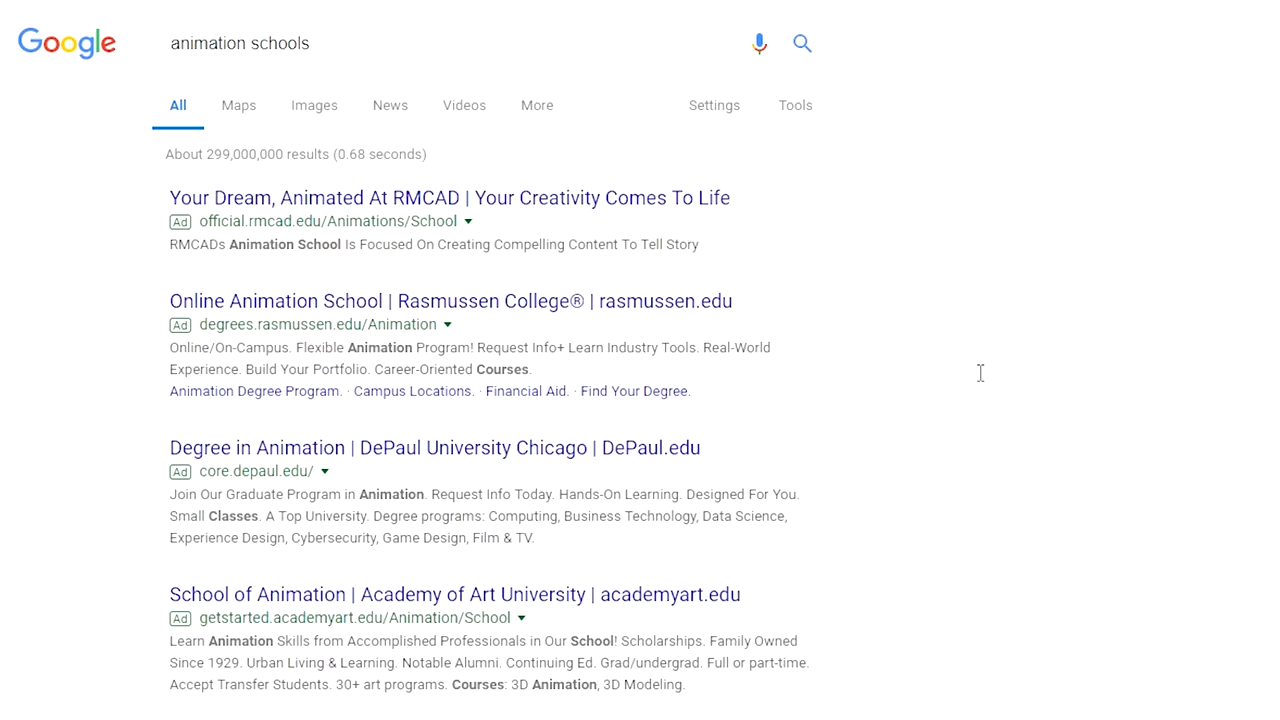 Google animation schools
All Maps Images News Videos More Settings Tools
About 299,000,000 results (0.68 seconds)
Your Dream, Animated At RMCAD | Your Creativity Comes To Life
Ad official.rmcad.edu/Animations/School
RMCADs Animation School Is Focused On Creating Compelling Content To Tell Story
Online Animation School | Rasmussen College® | rasmussen.edu
Ad degrees.rasmussen.edu/Animation
Online/On-Campus. Flexible Animation Program! Request Info+ Learn Industry Tools. Real-World
Experience. Build Your Portfolio. Career-Oriented Courses.
Animation Degree Program. · Campus Locations. · Financial Aid. · Find Your Degree.
Degree in Animation | DePaul University Chicago | DePaul.edu
Ad core.depaul.edu/
Join Our Graduate Program in Animation. Request Info Today. Hands-On Learning. Designed For You.
Small Classes. A Top University. Degree programs: Computing, Business Technology, Data Science,
Experience Design, Cybersecurity, Game Design, Film & TV.
School of Animation | Academy of Art University | academyart.edu
Ad getstarted.academyart.edu/Animation/School
Learn Animation Skills from Accomplished Professionals in Our School! Scholarships. Family Owned
Since 1929. Urban Living & Learning. Notable Alumni. Continuing Ed. Grad/undergrad. Full or part-time.
Accept Transfer Students. 30+ art programs. Courses: 3D Animation, 3D Modeling.